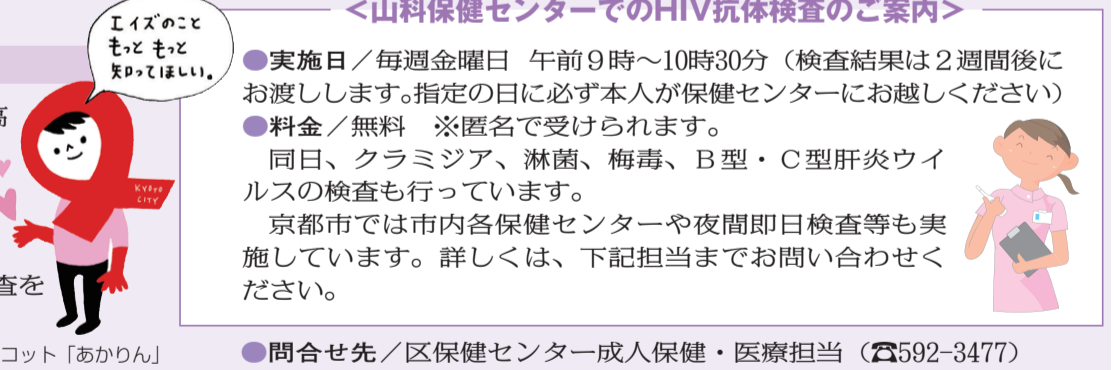 <山科保健センターでのHIV抗体検査のご案内>
エイズのこと
もっと もっと
知ってほしい。
●実施日／毎週金曜日　午前９時～10時30分（検査結果は２週間後に
お渡しします。指定の日に必ず本人が保健センターにお越しください）
●料金／無料　※匿名で受けられます。
　同日、クラミジア、淋菌、梅毒、Ｂ型・Ｃ型肝炎ウイ
ルスの検査も行っています。
　京都市では市内各保健センターや夜間即日検査等も実
施しています。詳しくは、下記担当までお問い合わせく
ださい。
KYOTO
CITY
査を
コット「あかりん」
●問合せ先／区保健センター成人保健・医療担当（☎592-3477）